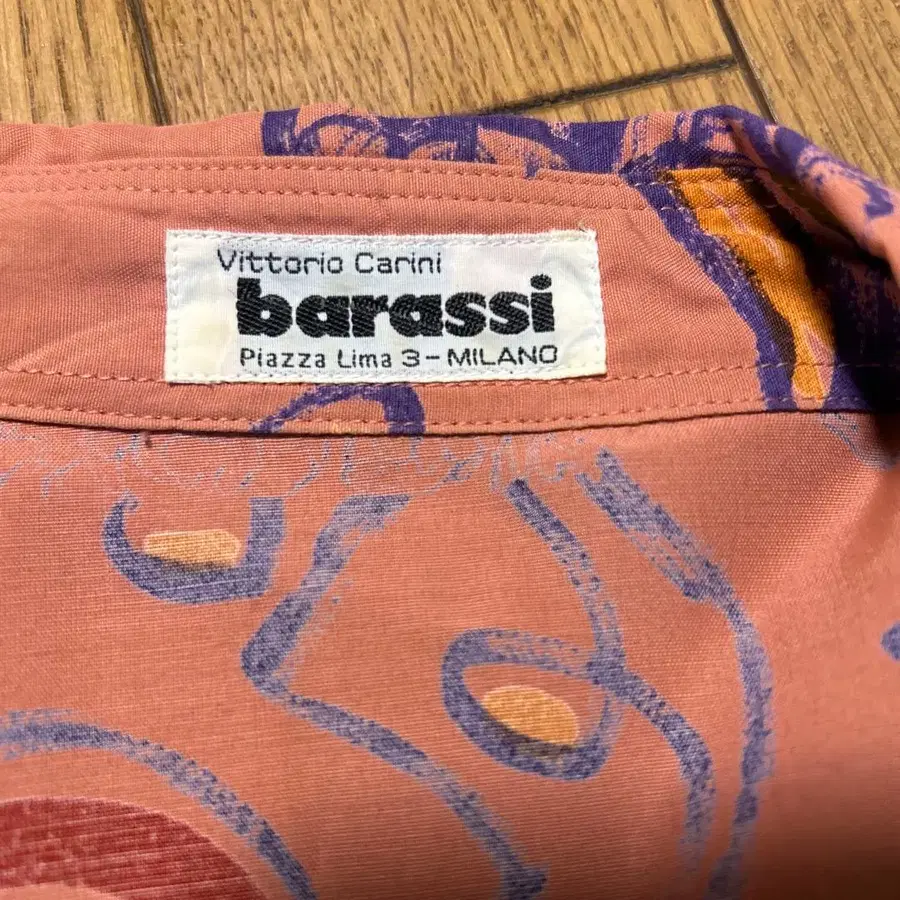 Vittorio Carini
barassi
Piazza Lima 3 - MILANO